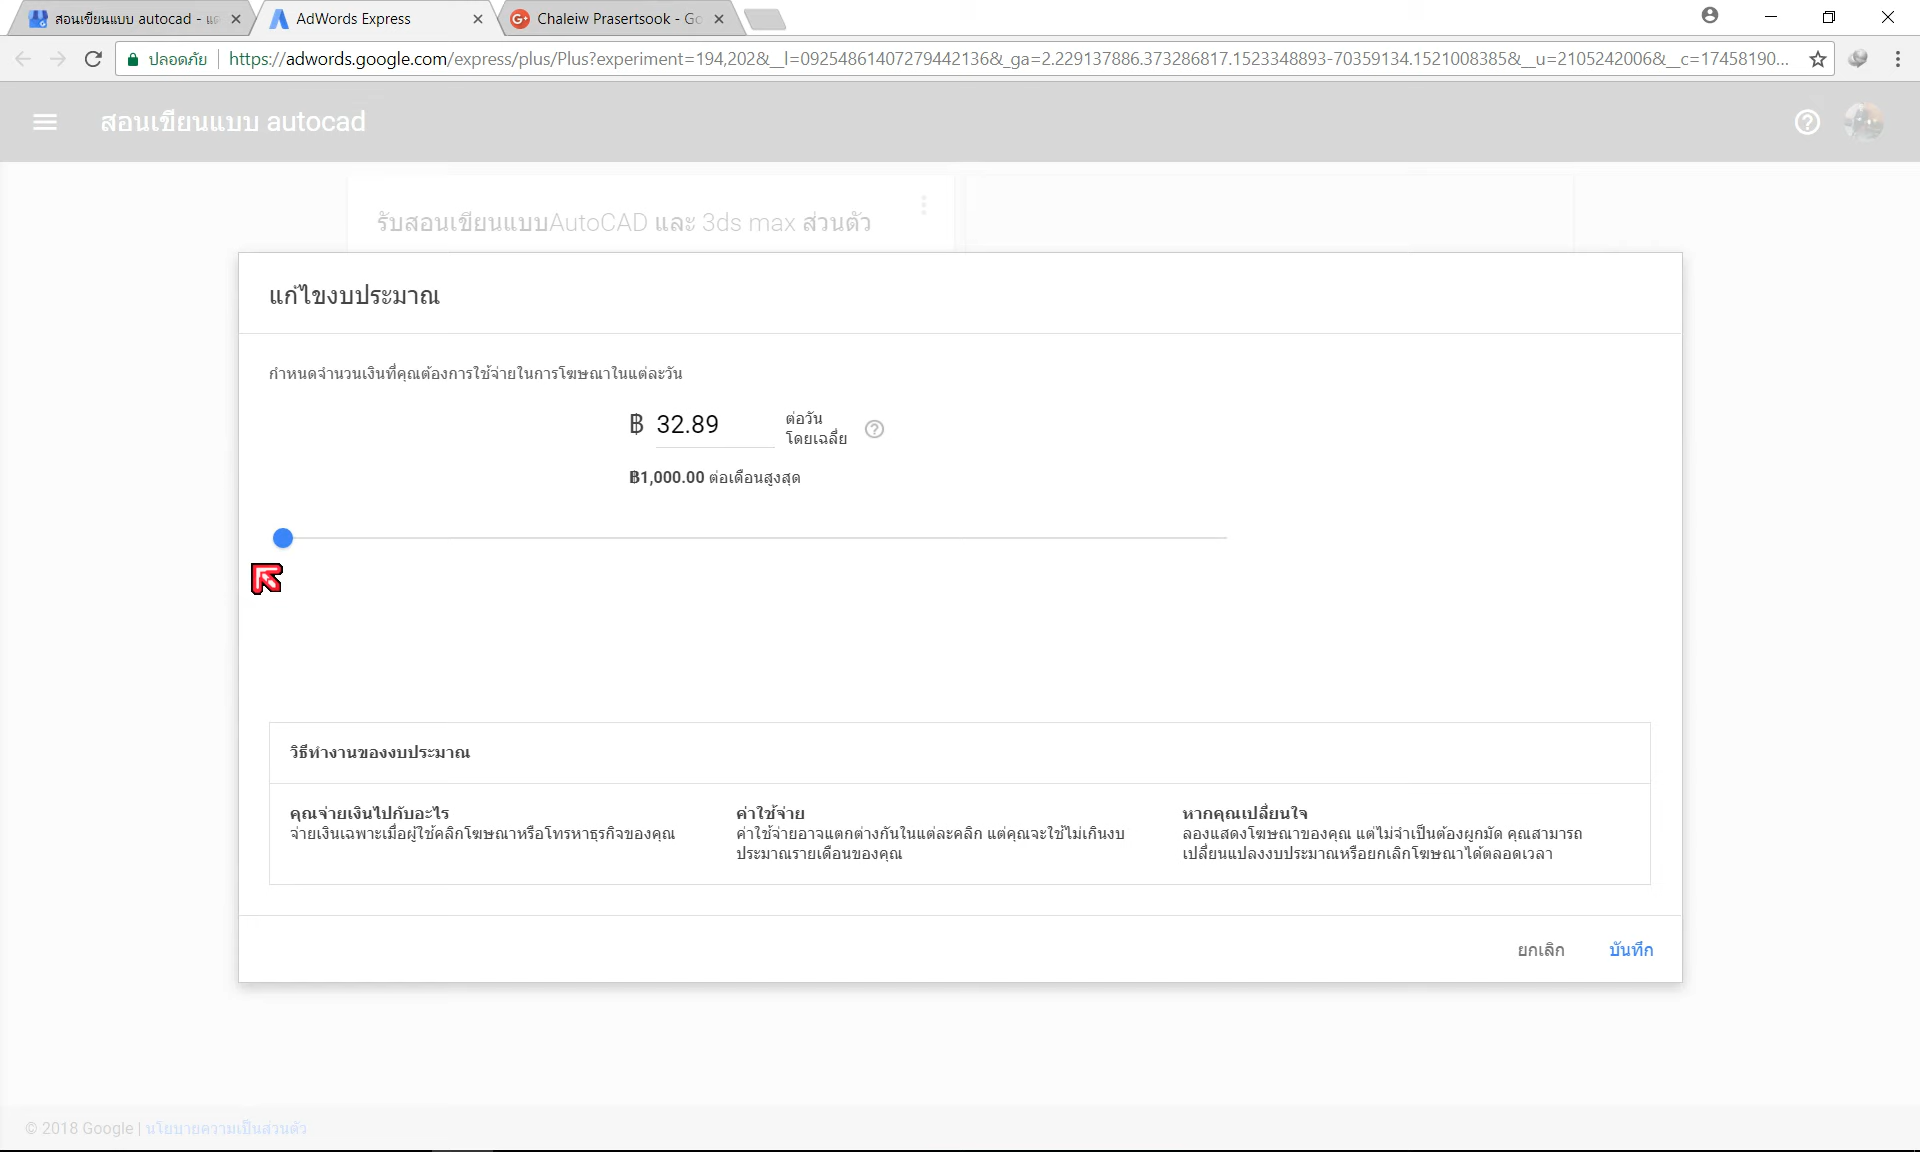 สอนเขียนแบบ autocad - แด
AdWords Express
Chaleiw Prasertsook - Go
ปลอดภัย
https://adwords.google.com/express/plus/Plus?experiment=194,202&__l=09254861407279442136&_ga=2.229137886.373286817.1523348893-70359134.1521008385&__u=2105242006&__c=17458190...
สอนเขียนแบบ autocad
รับสอนเขียนแบบAutoCAD และ 3ds max ส่วนตัว
แก้ไขงบประมาณ
กำหนดจำนวนเงินที่คุณต้องการใช้จ่ายในการโฆษณาในแต่ละวัน
฿ 32.89
ต่อวัน
โดยเฉลี่ย
฿1,000.00 ต่อเดือนสูงสุด
วิธีทำงานของงบประมาณ
คุณจ่ายเงินไปกับอะไร
จ่ายเงินเฉพาะเมื่อผู้ใช้คลิกโฆษณาหรือโทรหาธุรกิจของคุณ
ค่าใช้จ่าย
ค่าใช้จ่ายอาจแตกต่างกันในแต่ละคลิก แต่คุณจะใช้ไม่เกินงบ
ประมาณรายเดือนของคุณ
หากคุณเปลี่ยนใจ
ลองแสดงโฆษณาของคุณ แต่ไม่จำเป็นต้องผูกมัด คุณสามารถ
เปลี่ยนแปลงงบประมาณหรือยกเลิกโฆษณาได้ตลอดเวลา
ยกเลิก
บันทึก
© 2018 Google | นโยบายความเป็นส่วนตัว